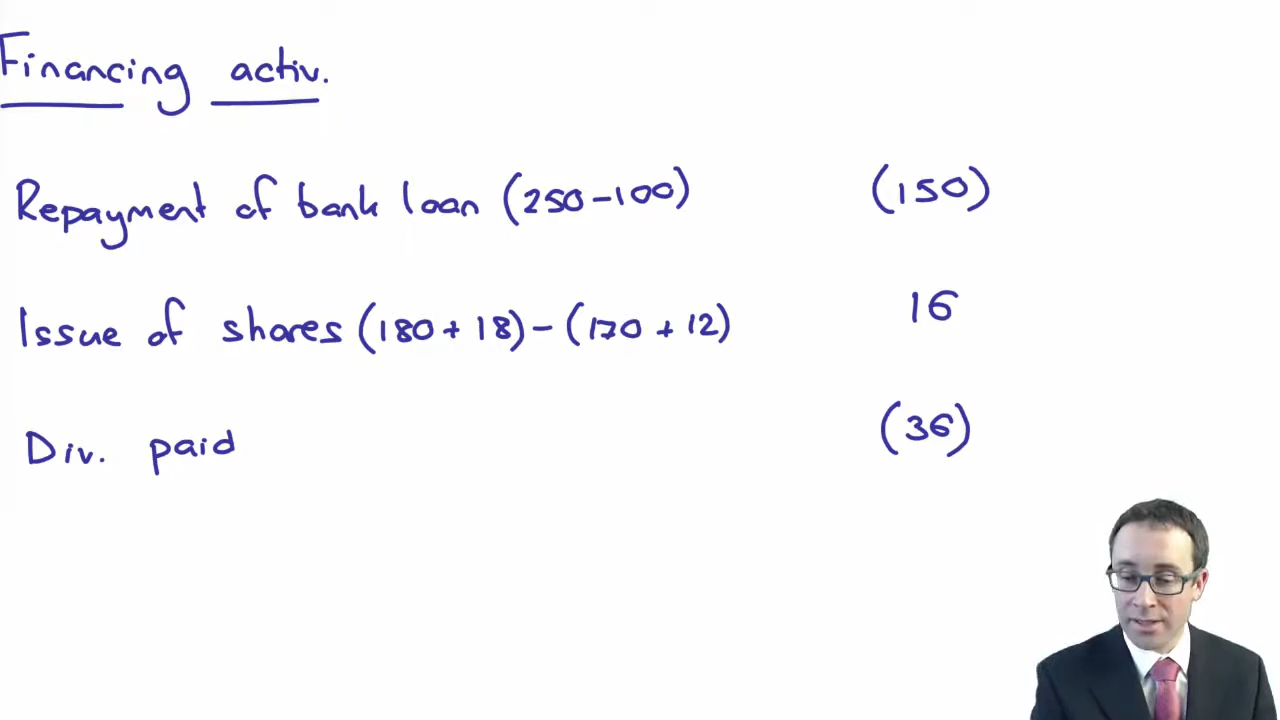 Financing activ.
Repayment of bank loan (250-100) (150)
Issue of shares (180+18)-(170+12) 16
Div. paid (36)